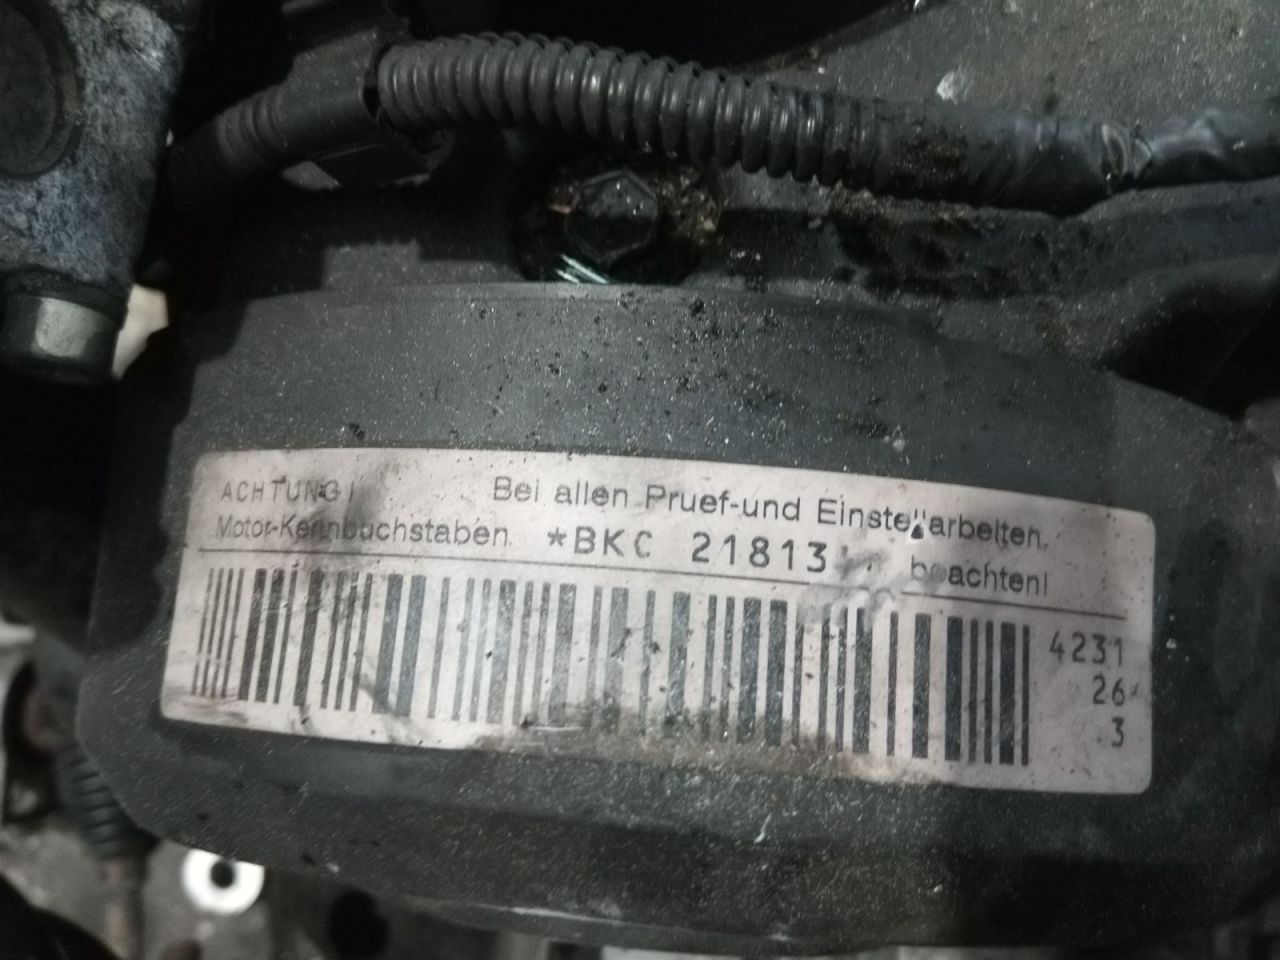 ACHTUNG! Bei allen Pruef-und Einstellarbeiten
Motor-Kennbuchstaben *BKC 21813 beachten!
4231
26
3